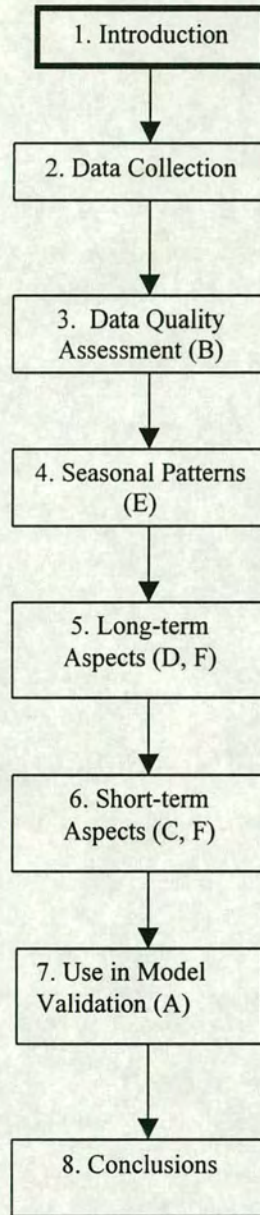 1. Introduction
2. Data Collection
3. Data Quality
Assessment (B)
4. Seasonal Patterns
(E)
5. Long-term
Aspects (D, F)
6. Short-term
Aspects (C, F)
7. Use in Model
Validation (A)
8. Conclusions